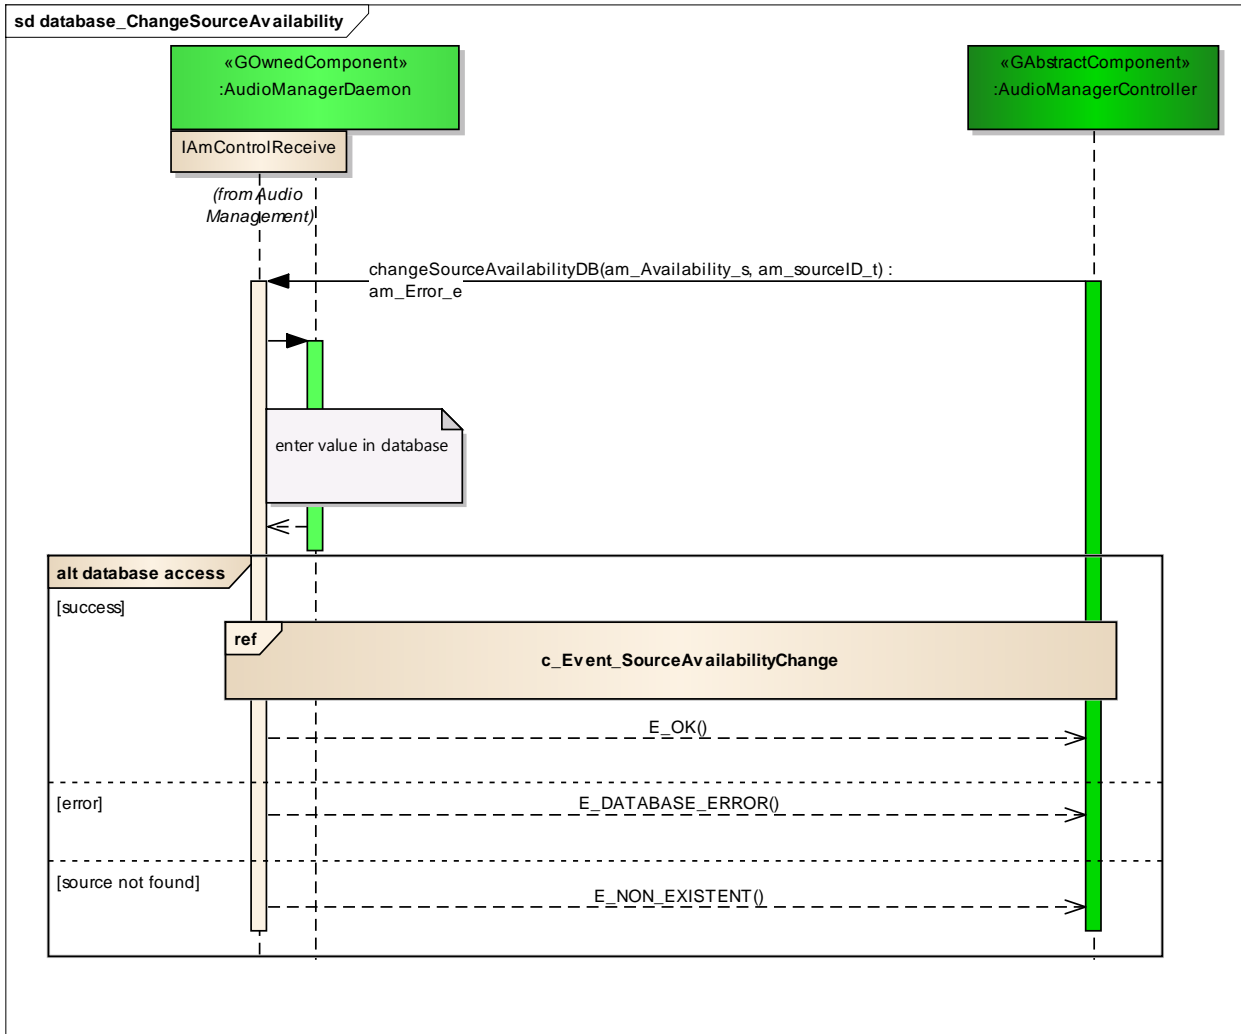 sd database_ChangeSourceAvailability
«GOwnedComponent»
:AudioManagerDaemon
«GAbstractComponent»
:AudioManagerController
IAmControlReceive
(from Audio
Management)
changeSourceAvailabilityDB(am_Availability_s, am_sourceID_t) :
am_Error_e
enter value in database
alt database access
[success]
ref
c_Event_SourceAvailabilityChange
E_OK()
[error]
E_DATABASE_ERROR()
[source not found]
E_NON_EXISTENT()